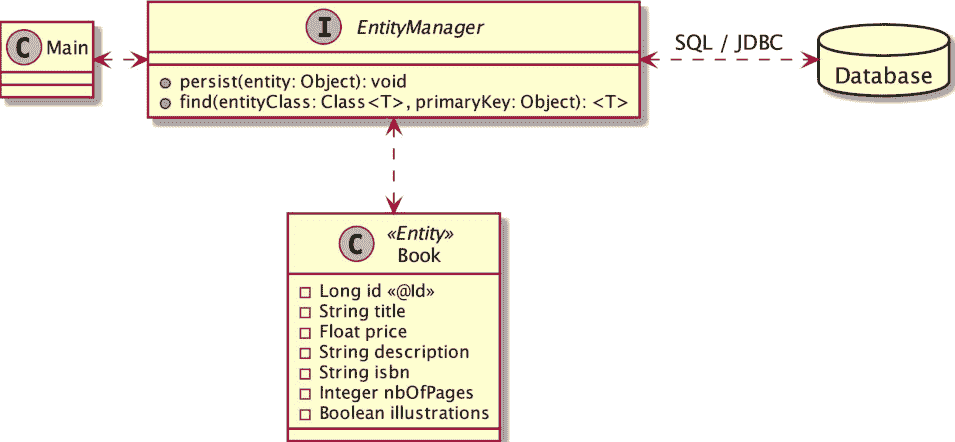 C Main
I EntityManager
persist(entity: Object): void
find(entityClass: Class<T>, primaryKey: Object): <T>
SQL / JDBC
Database
C «Entity»
Book
Long id «@Id»
String title
Float price
String description
String isbn
Integer nbOfPages
Boolean illustrations